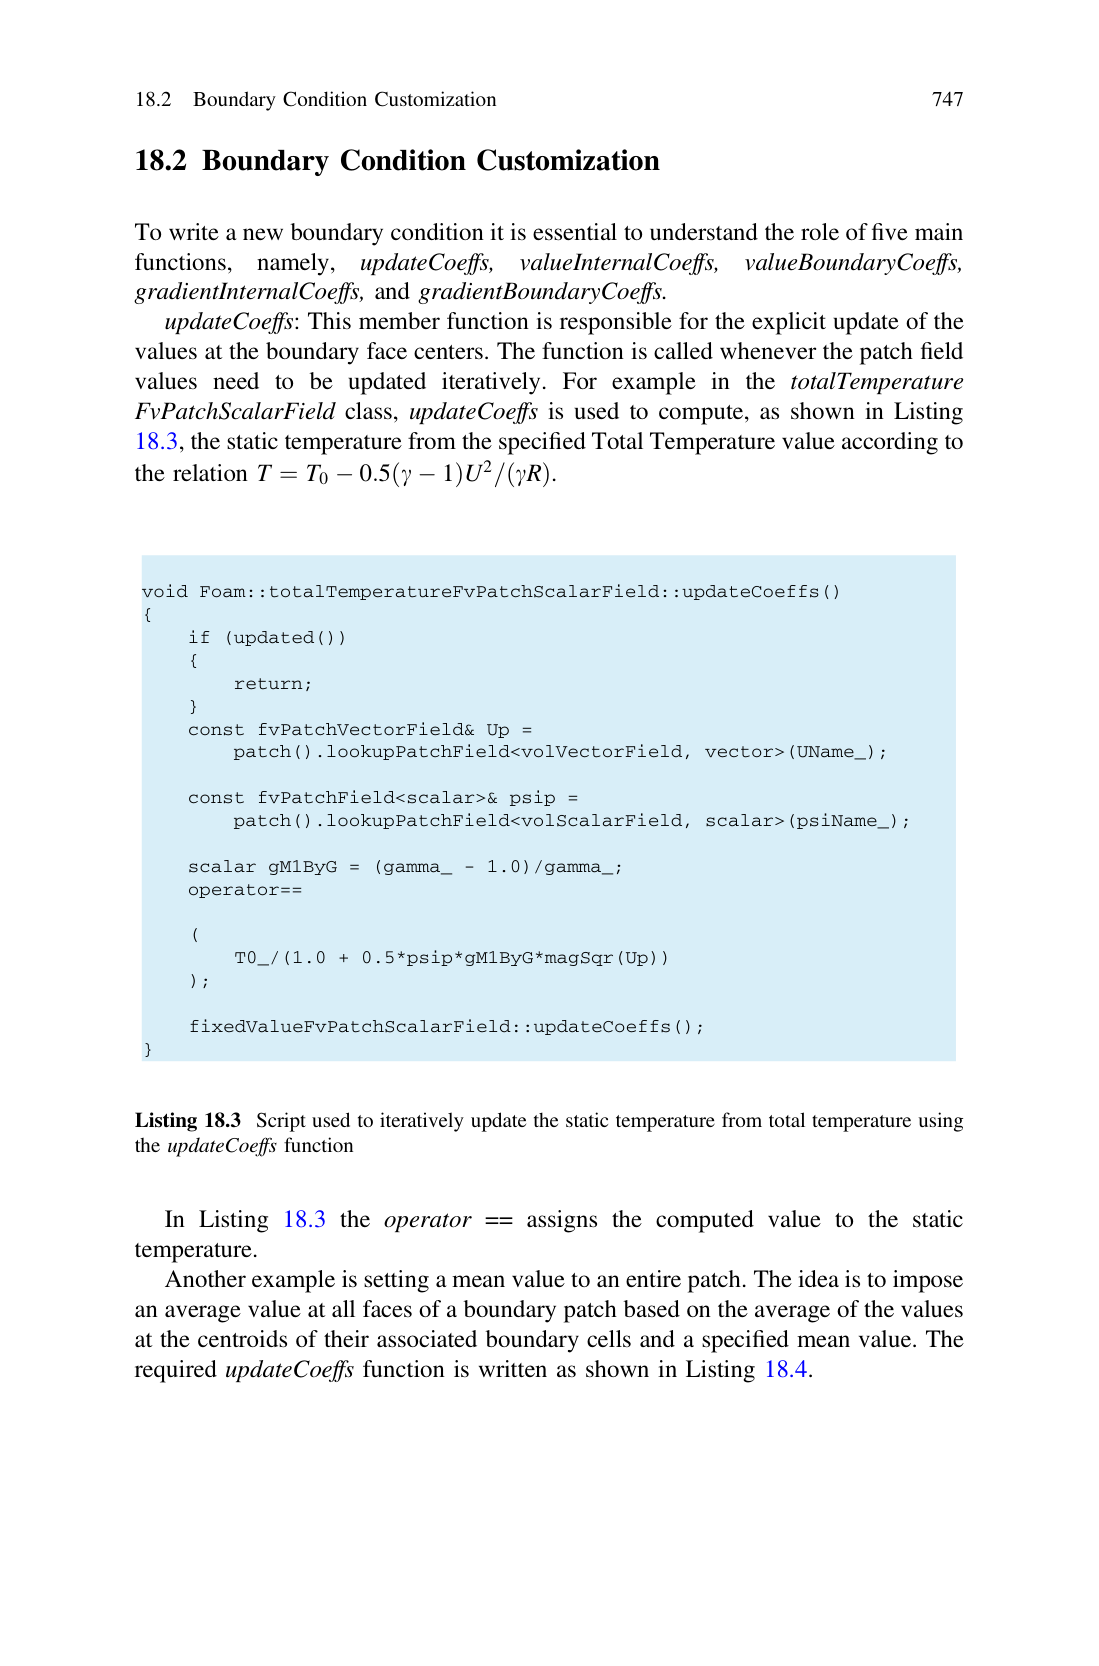 18.2 Boundary Condition Customization 747
18.2 Boundary Condition Customization
To write a new boundary condition it is essential to understand the role of five main
functions, namely, updateCoeffs, valueInternalCoeffs, valueBoundaryCoeffs,
gradientInternalCoeffs, and gradientBoundaryCoeffs.
updateCoeffs: This member function is responsible for the explicit update of the
values at the boundary face centers. The function is called whenever the patch field
values need to be updated iteratively. For example in the totalTemperature
FvPatchScalarField class, updateCoeffs is used to compute, as shown in Listing
18.3, the static temperature from the specified Total Temperature value according to
the relation T = T₀ − 0.5(γ − 1)U²/(γR).
void Foam::totalTemperatureFvPatchScalarField::updateCoeffs()
{
    if (updated())
    {
        return;
    }
    const fvPatchVectorField& Up =
        patch().lookupPatchField<volVectorField, vector>(UName_);
    const fvPatchField<scalar>& psip =
        patch().lookupPatchField<volScalarField, scalar>(psiName_);
    scalar gM1ByG = (gamma_ - 1.0)/gamma_;
    operator==
    (
        T0_/(1.0 + 0.5*psip*gM1ByG*magSqr(Up))
    );
    fixedValueFvPatchScalarField::updateCoeffs();
}
Listing 18.3 Script used to iteratively update the static temperature from total temperature using
the updateCoeffs function
In Listing 18.3 the operator == assigns the computed value to the static
temperature.
Another example is setting a mean value to an entire patch. The idea is to impose
an average value at all faces of a boundary patch based on the average of the values
at the centroids of their associated boundary cells and a specified mean value. The
required updateCoeffs function is written as shown in Listing 18.4.